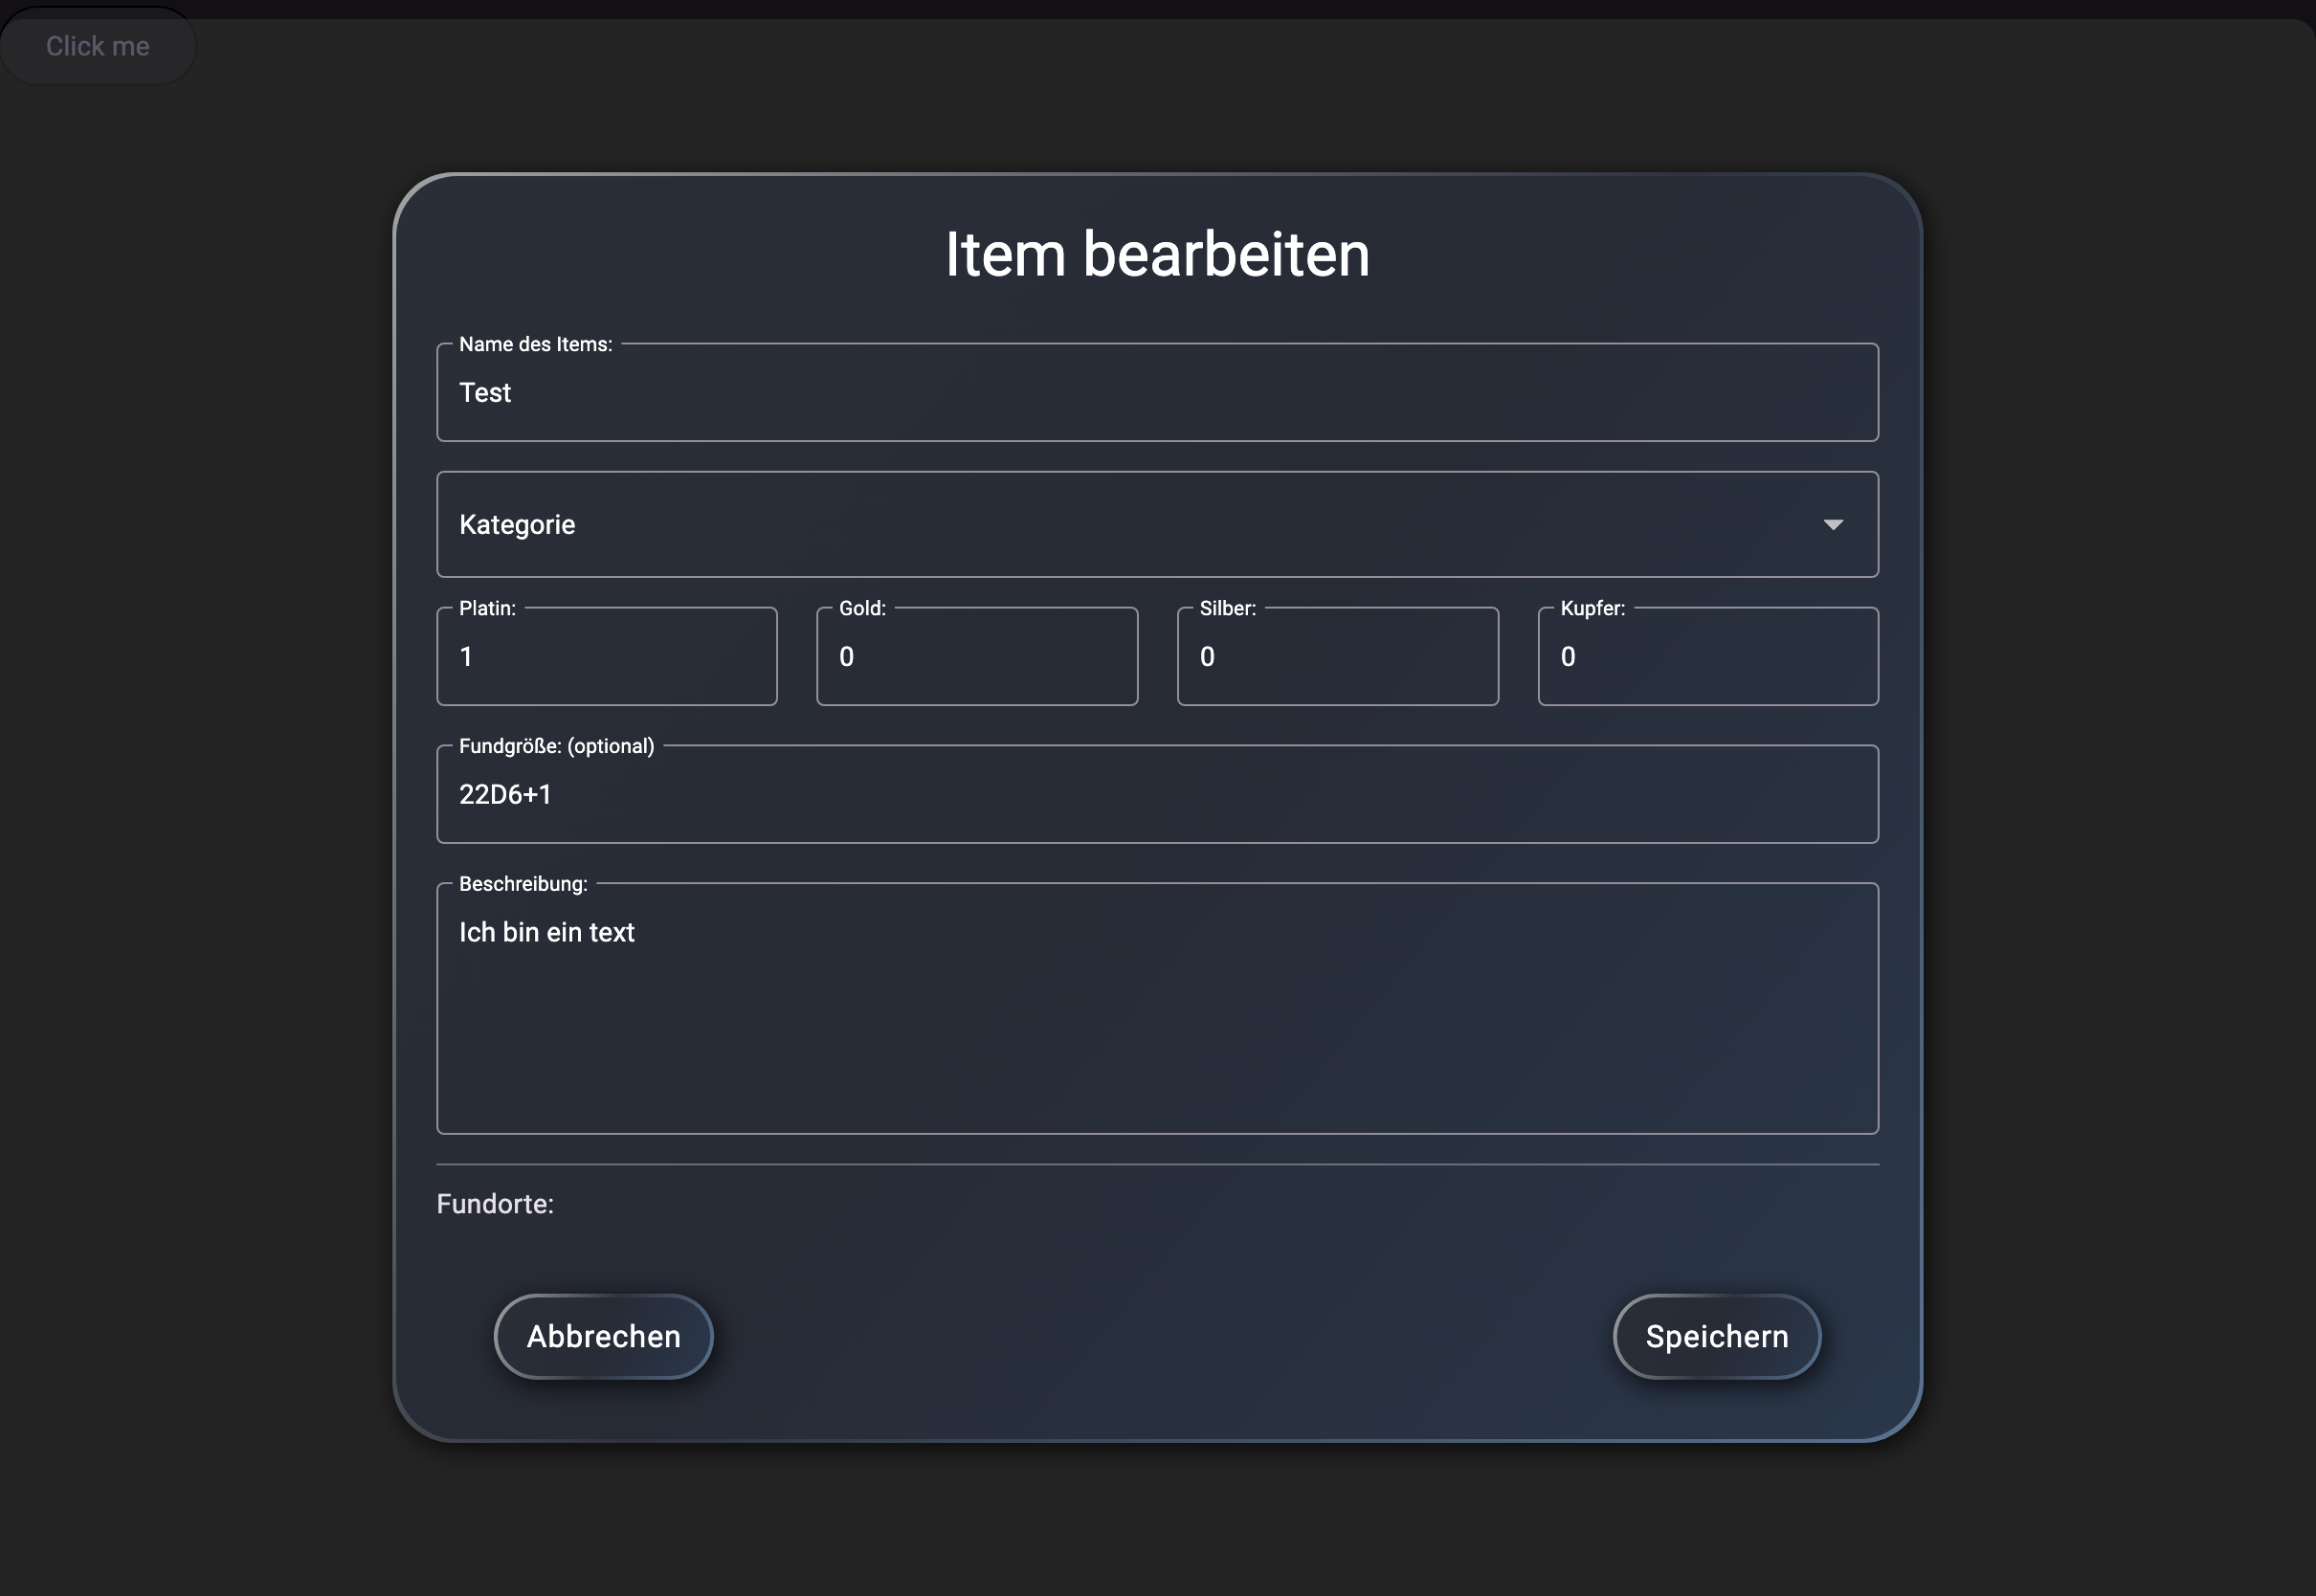 Click me
Item bearbeiten
Name des Items:
Test
Kategorie
Platin: Gold: Silber: Kupfer:
1 0 0 0
Fundgröße: (optional)
22D6+1
Beschreibung:
Ich bin ein text
Fundorte:
Abbrechen Speichern